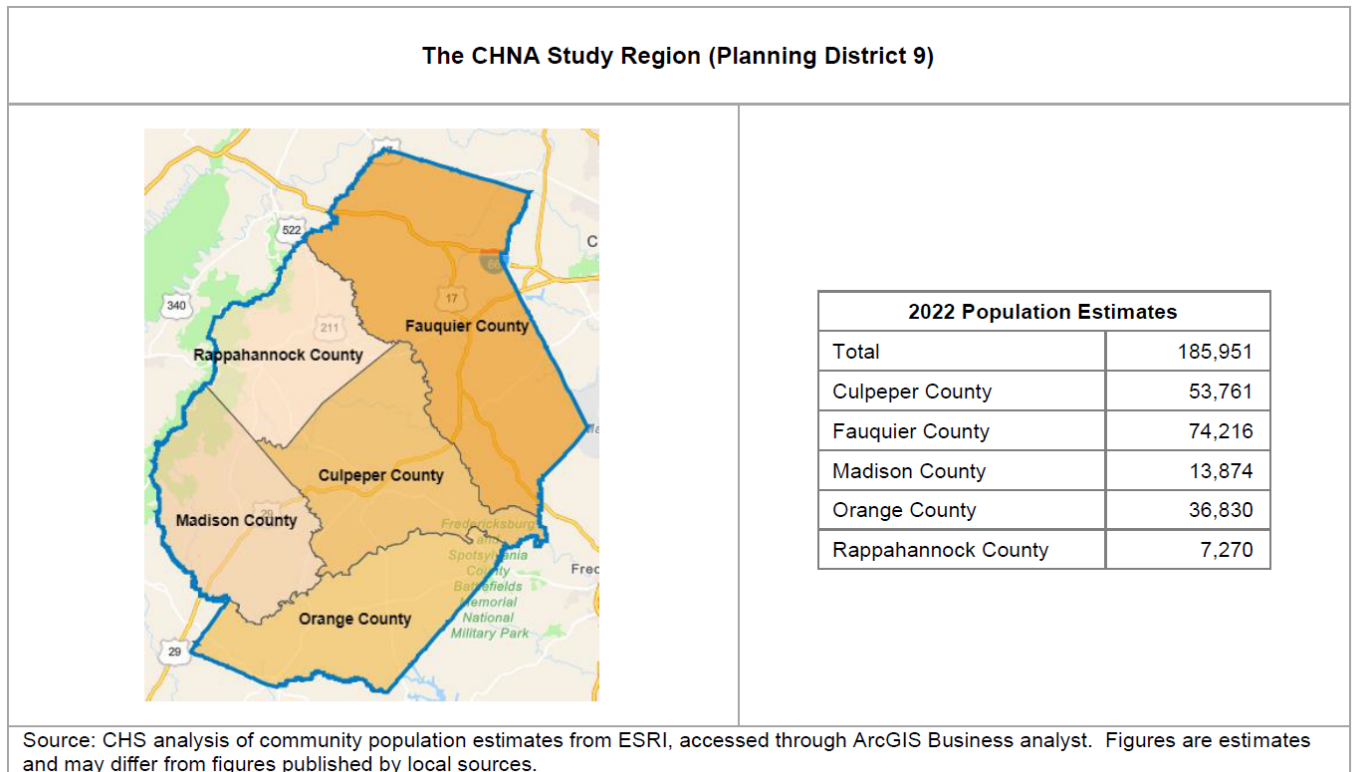 The CHNA Study Region (Planning District 9)
522
340
17
211
Fauquier County
Rappahannock County
Culpeper County
Madison County
29
Fredericksburg
and
Spotsylvania
County
Battlefields
Memorial
National
Military Park
Orange County
29
2022 Population Estimates
Total 185,951
Culpeper County 53,761
Fauquier County 74,216
Madison County 13,874
Orange County 36,830
Rappahannock County 7,270
Source: CHS analysis of community population estimates from ESRI, accessed through ArcGIS Business analyst. Figures are estimates
and may differ from figures published by local sources.